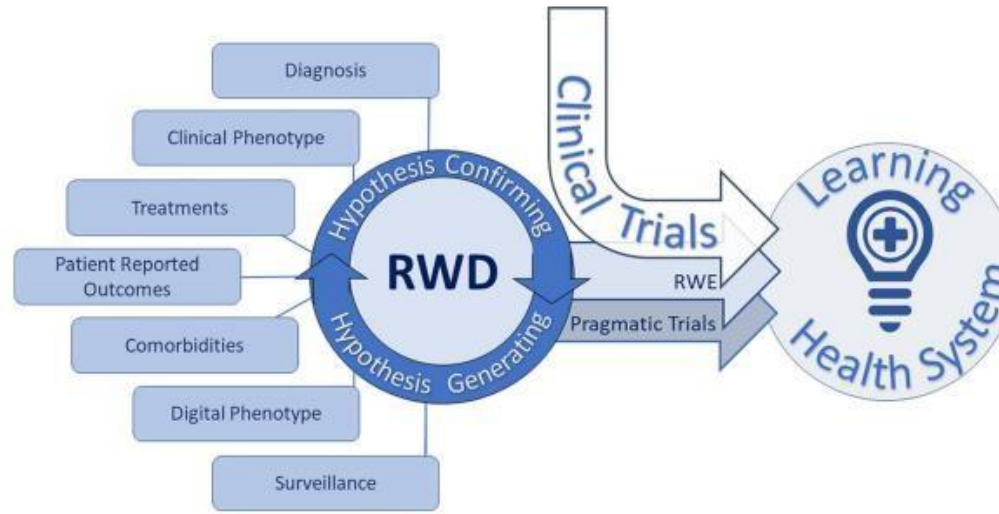 Diagnosis
Clinical Phenotype
Treatments
Patient Reported
Outcomes
Comorbidities
Digital Phenotype
Surveillance
Hypothesis Confirming
RWD
Hypothesis Generating
Clinical Trials
RWE
Pragmatic Trials
Learning
Health System